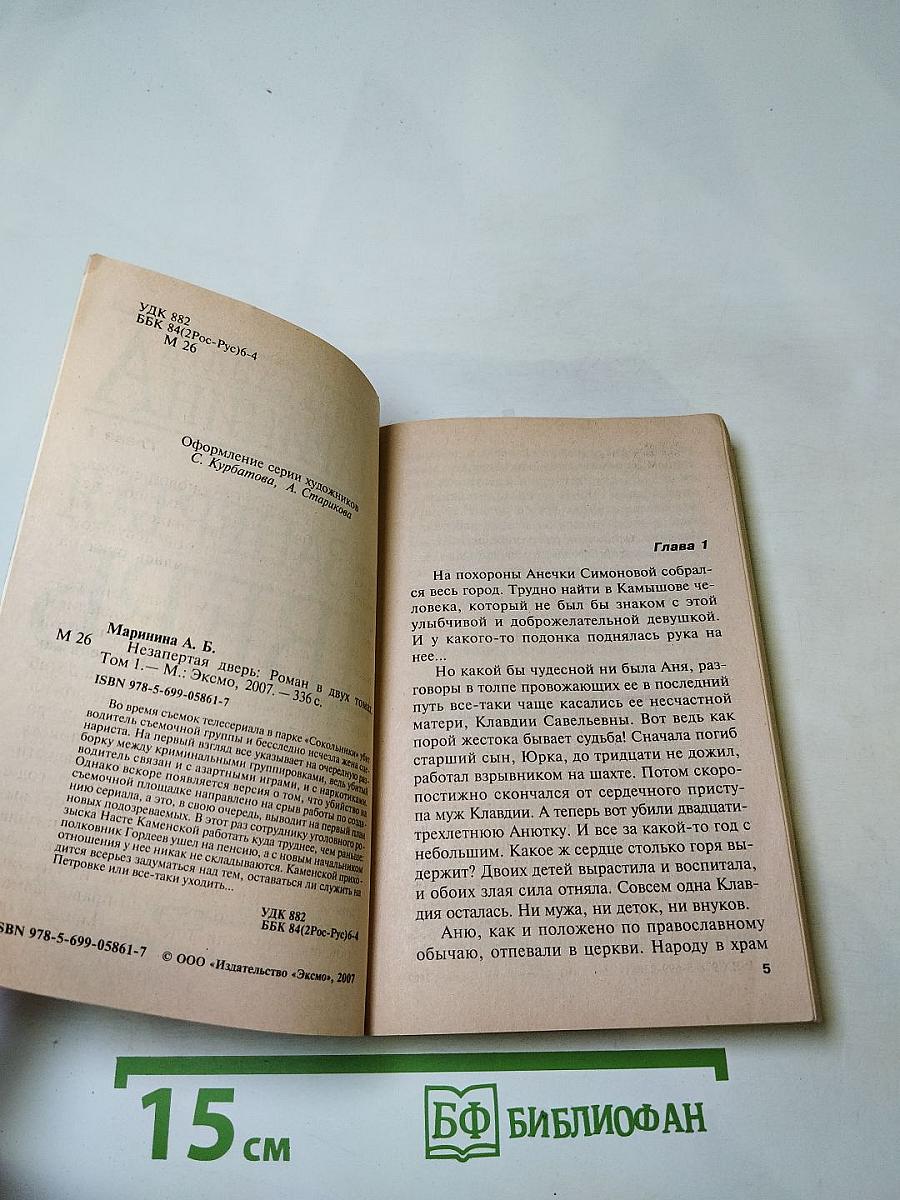 УДК 882
ББК 84(2Рос-Рус)6-4
М 26
Оформление серии художников
С. Курбатова, А. Старикова
Маринина А. Б.
М 26 Незапертая дверь: Роман в двух томах.
Том 1.— М.: Эксмо, 2007. — 336 с.
ISBN 978-5-699-05861-7
Во время съемок телесериала в парке «Сокольники» убит
водитель съемочной группы и бесследно исчезла жена сце-
нариста. На первый взгляд все указывает на очередную раз-
борку между криминальными группировками, ведь убитый
водитель связан и с азартными играми, и с наркотиками.
Однако вскоре появляется версия о том, что убийство на
съемочной площадке направлено на срыв работы по созда-
нию сериала, а это, в свою очередь, выводит на первый план
новых подозреваемых. В этот раз сотруднику уголовного ро-
зыска Насте Каменской работать куда труднее, чем раньше:
полковник Гордеев ушел на пенсию, а с новым начальником
отношения у нее никак не складываются. Каменской прихо-
дится всерьез задуматься над тем, оставаться ли служить на
Петровке или все-таки уходить...
УДК 882
ББК 84(2Рос-Рус)6-4
SBN 978-5-699-05861-7 © ООО «Издательство «Эксмо», 2007
Глава 1
На похороны Анечки Симоновой собрал-
ся весь город. Трудно найти в Камышове че-
ловека, который не был бы знаком с этой
улыбчивой и доброжелательной девушкой.
И у какого-то подонка поднялась рука на
нее...
Но какой бы чудесной ни была Аня, раз-
говоры в толпе провожающих ее в последний
путь все-таки чаще касались ее несчастной
матери, Клавдии Савельевны. Вот ведь как
порой жестока бывает судьба! Сначала погиб
старший сын, Юрка, до тридцати не дожил,
работал взрывником на шахте. Потом скоро-
постижно скончался от сердечного присту-
па муж Клавдии. А теперь вот убили двадцати-
трехлетнюю Анютку. И все за какой-то год с
небольшим. Какое ж сердце столько горя вы-
держит? Двоих детей вырастила и воспитала,
и обоих злая сила отняла. Совсем одна Клав-
дия осталась. Ни мужа, ни деток, ни внуков.
Аню, как и положено по православному
обычаю, отпевали в церкви. Народу в храм
5
15 см
БФ БИБЛИОФАН